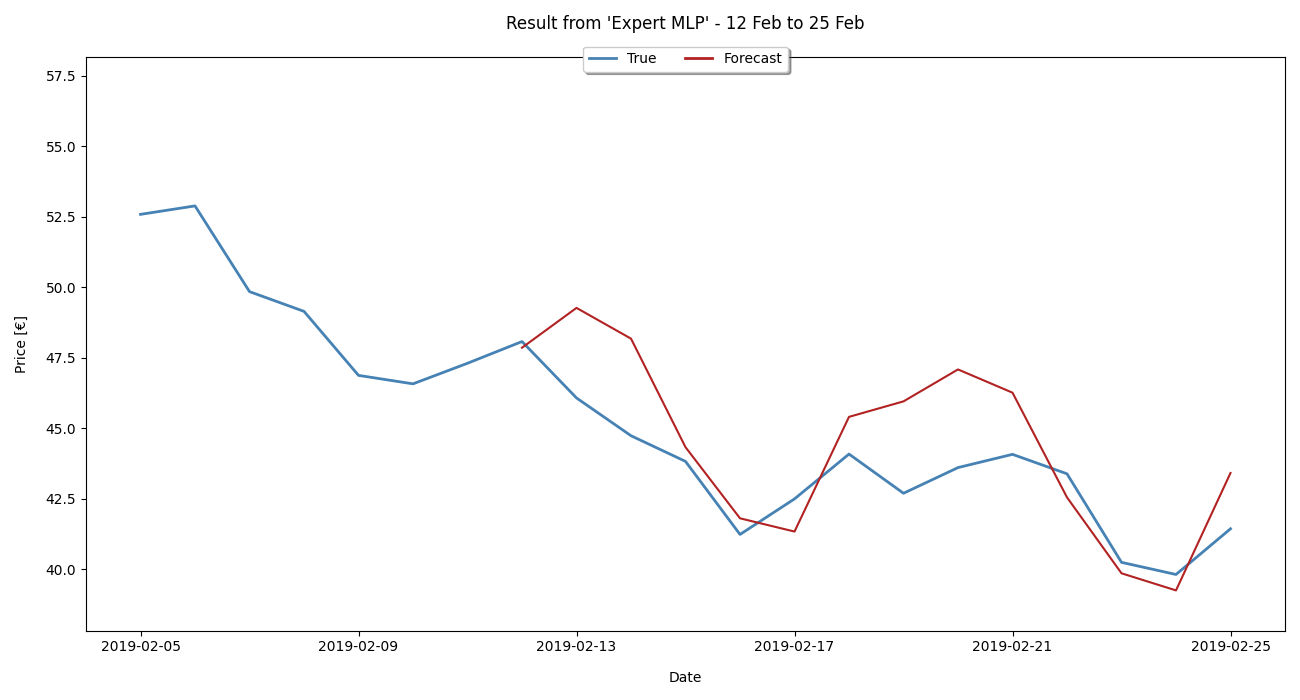 Result from 'Expert MLP' - 12 Feb to 25 Feb
True
Forecast
57.5
55.0
52.5
50.0
47.5
45.0
42.5
40.0
Price [€]
2019-02-05
2019-02-09
2019-02-13
2019-02-17
2019-02-21
2019-02-25
Date